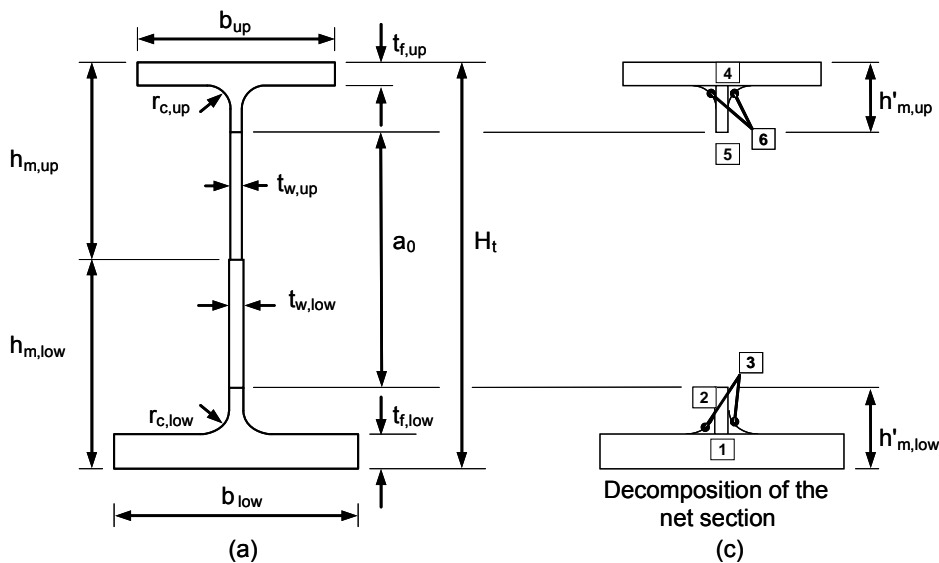 b_up
t_f,up
r_c,up
h_m,up
t_w,up
a_0
H_t
t_w,low
h_m,low
r_c,low
t_f,low
b_low
(a)
4
h'_m,up
6
5
3
2
1
h'_m,low
Decomposition of the
net section
(c)